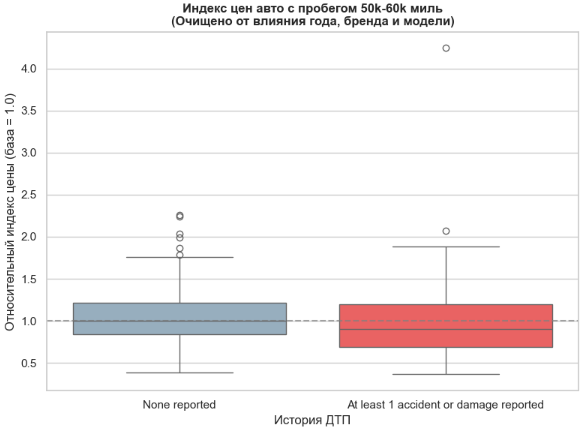 Индекс цен авто с пробегом 50k-60k миль
(Очищено от влияния года, бренда и модели)
Относительный индекс цены (база = 1.0)
4.0
3.5
3.0
2.5
2.0
1.5
1.0
0.5
None reported
At least 1 accident or damage reported
История ДТП